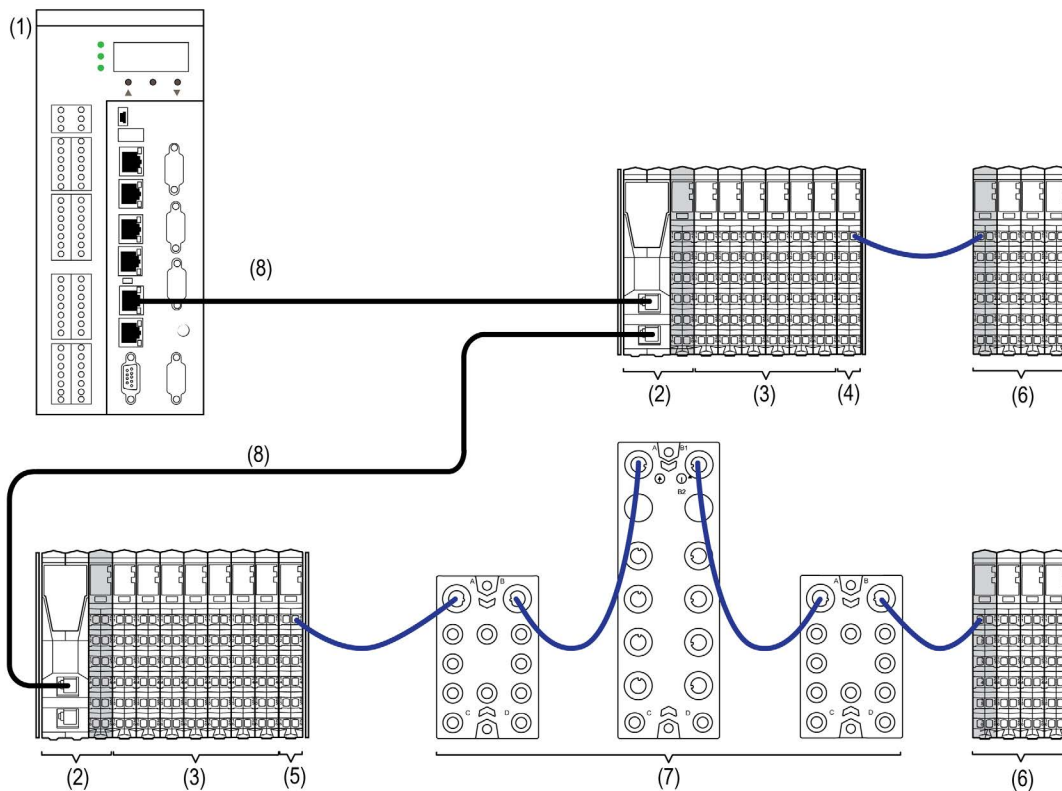 (1)
(8)
(2) (3) (4) (6)
(8)
A B1
B2
A B
A B
C D
C D
C D
(2) (3) (5) (7) (6)